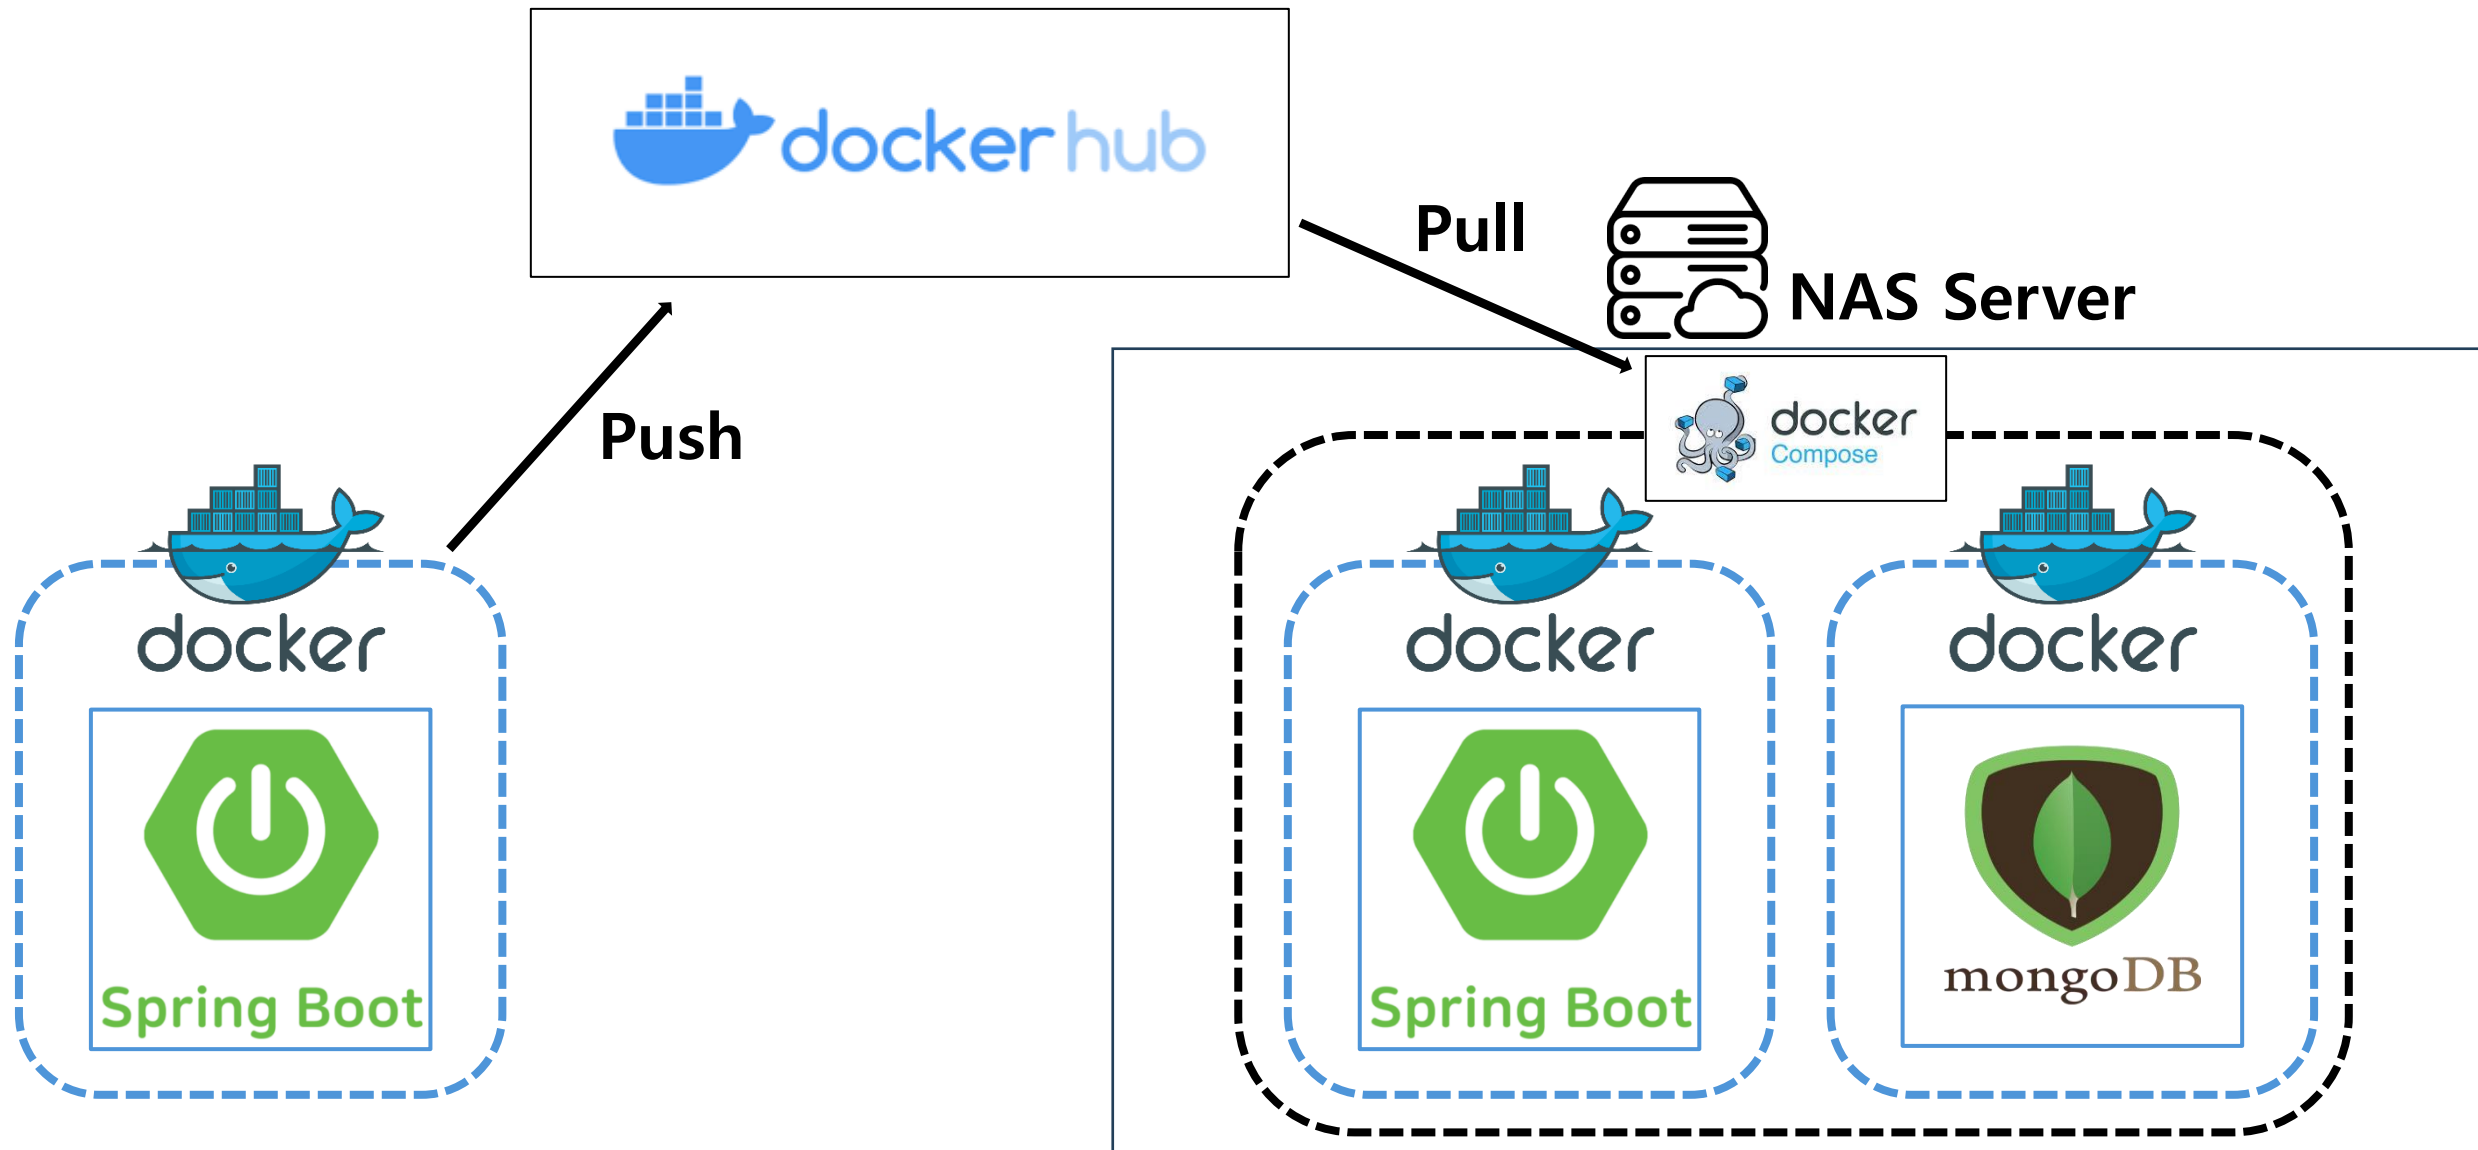 docker hub
Pull
NAS Server
Push
docker
Compose
docker
Spring Boot
docker
Spring Boot
docker
mongoDB